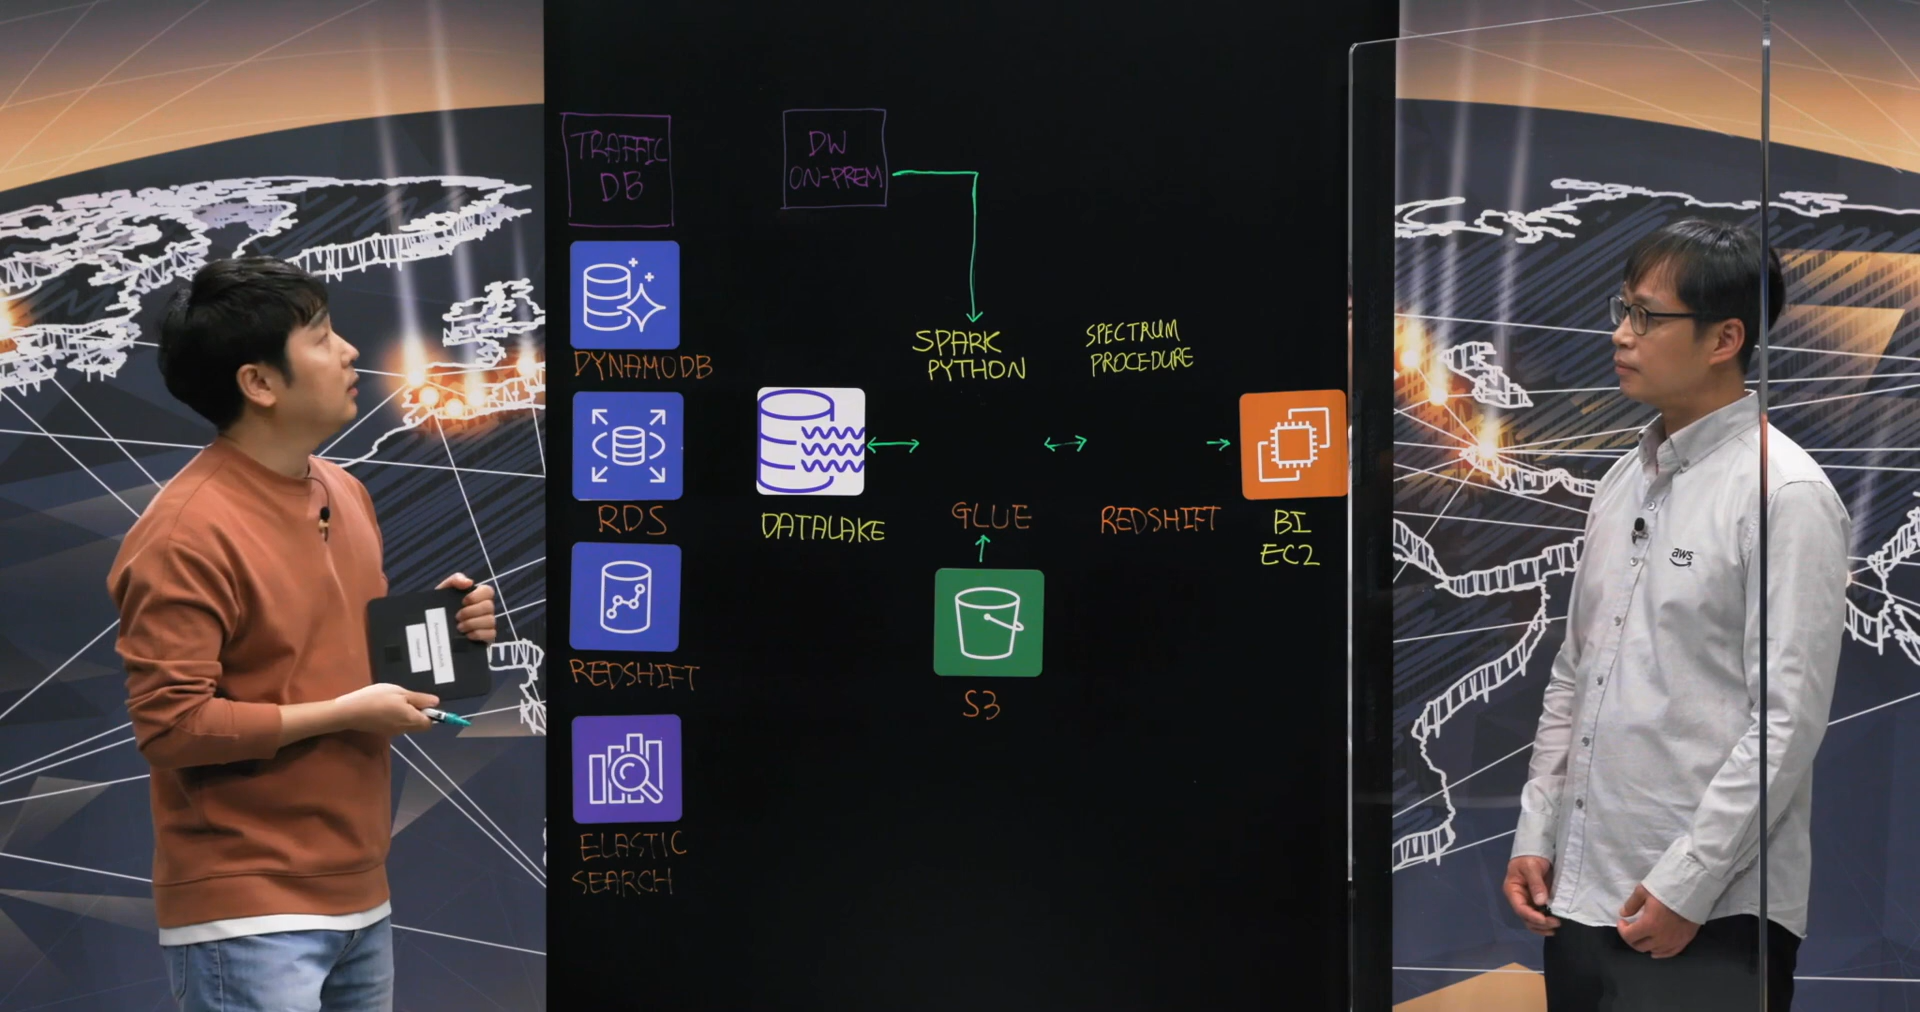 TRAFFIC
DB
DW
ON-PREM
DYNAMODB
SPARK
PYTHON
SPECTRUM
PROCEDURE
RDS
DATALAKE
GLUE
REDSHIFT
BI
EC2
aws
REDSHIFT
S3
ELASTIC
SEARCH